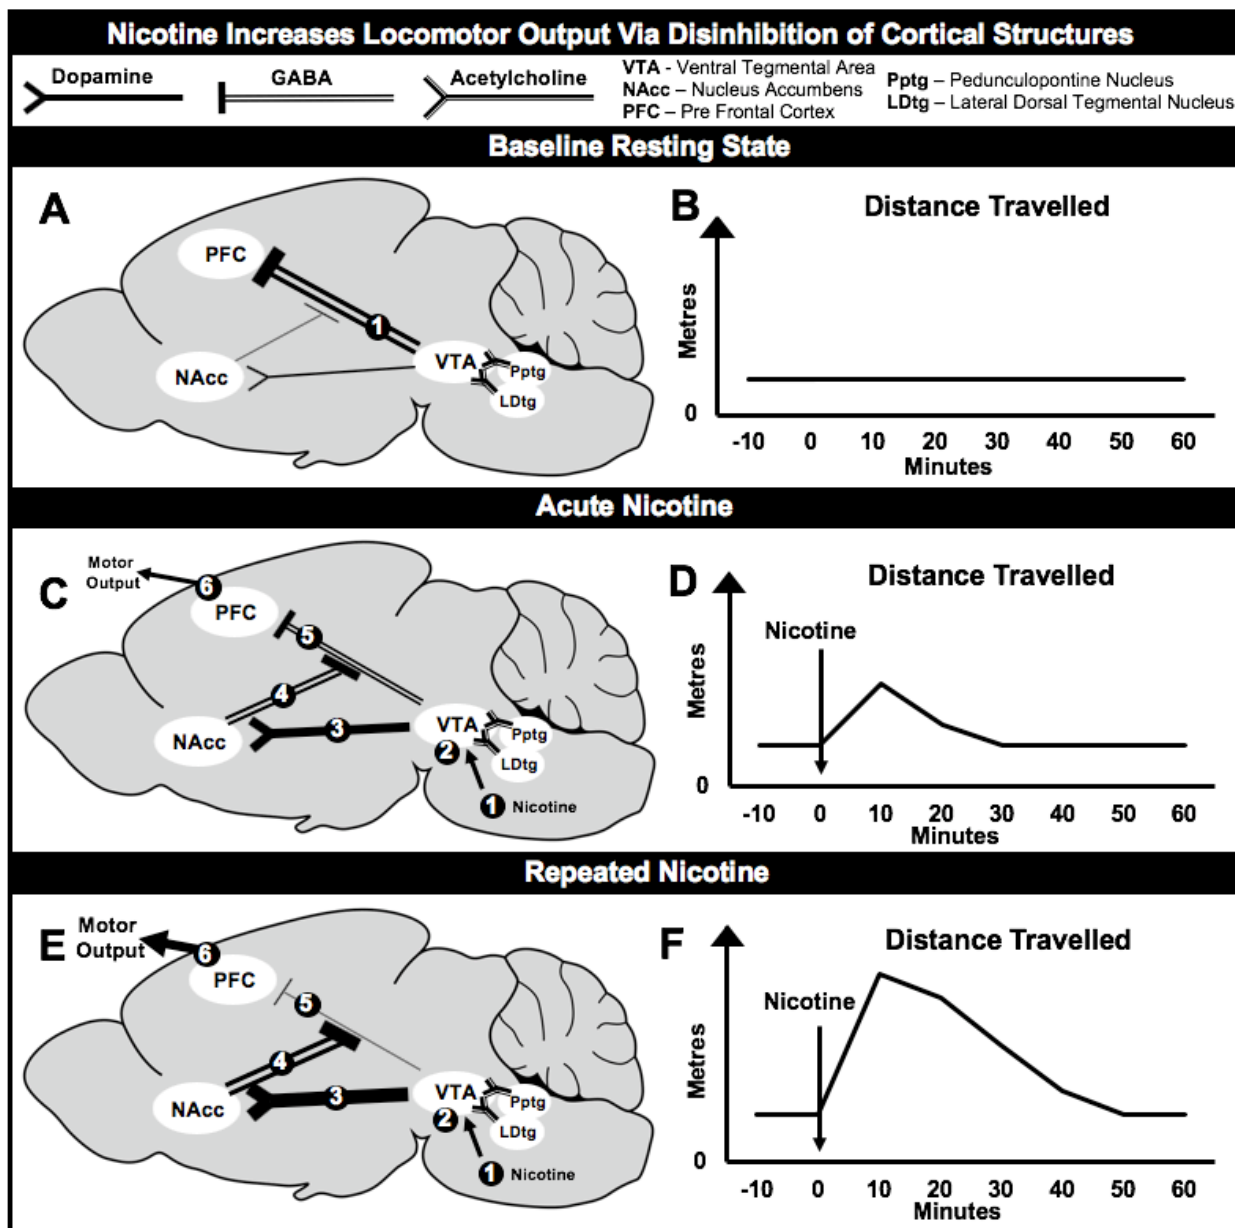 Nicotine Increases Locomotor Output Via Disinhibition of Cortical Structures
Dopamine
GABA
Acetylcholine
VTA - Ventral Tegmental Area
NAcc – Nucleus Accumbens
PFC – Pre Frontal Cortex
Pptg – Pedunculopontine Nucleus
LDtg – Lateral Dorsal Tegmental Nucleus
Baseline Resting State
A
PFC
1
NAcc
VTA
Pptg
LDtg
B
Distance Travelled
Metres
0
-10 0 10 20 30 40 50 60
Minutes
Acute Nicotine
C
Motor
Output
6
PFC
5
4
3
NAcc
VTA
2
Pptg
LDtg
1 Nicotine
D
Distance Travelled
Nicotine
Metres
0
-10 0 10 20 30 40 50 60
Minutes
Repeated Nicotine
E
Motor
Output
6
PFC
5
4
3
NAcc
VTA
2
Pptg
LDtg
1 Nicotine
F
Distance Travelled
Nicotine
Metres
0
-10 0 10 20 30 40 50 60
Minutes